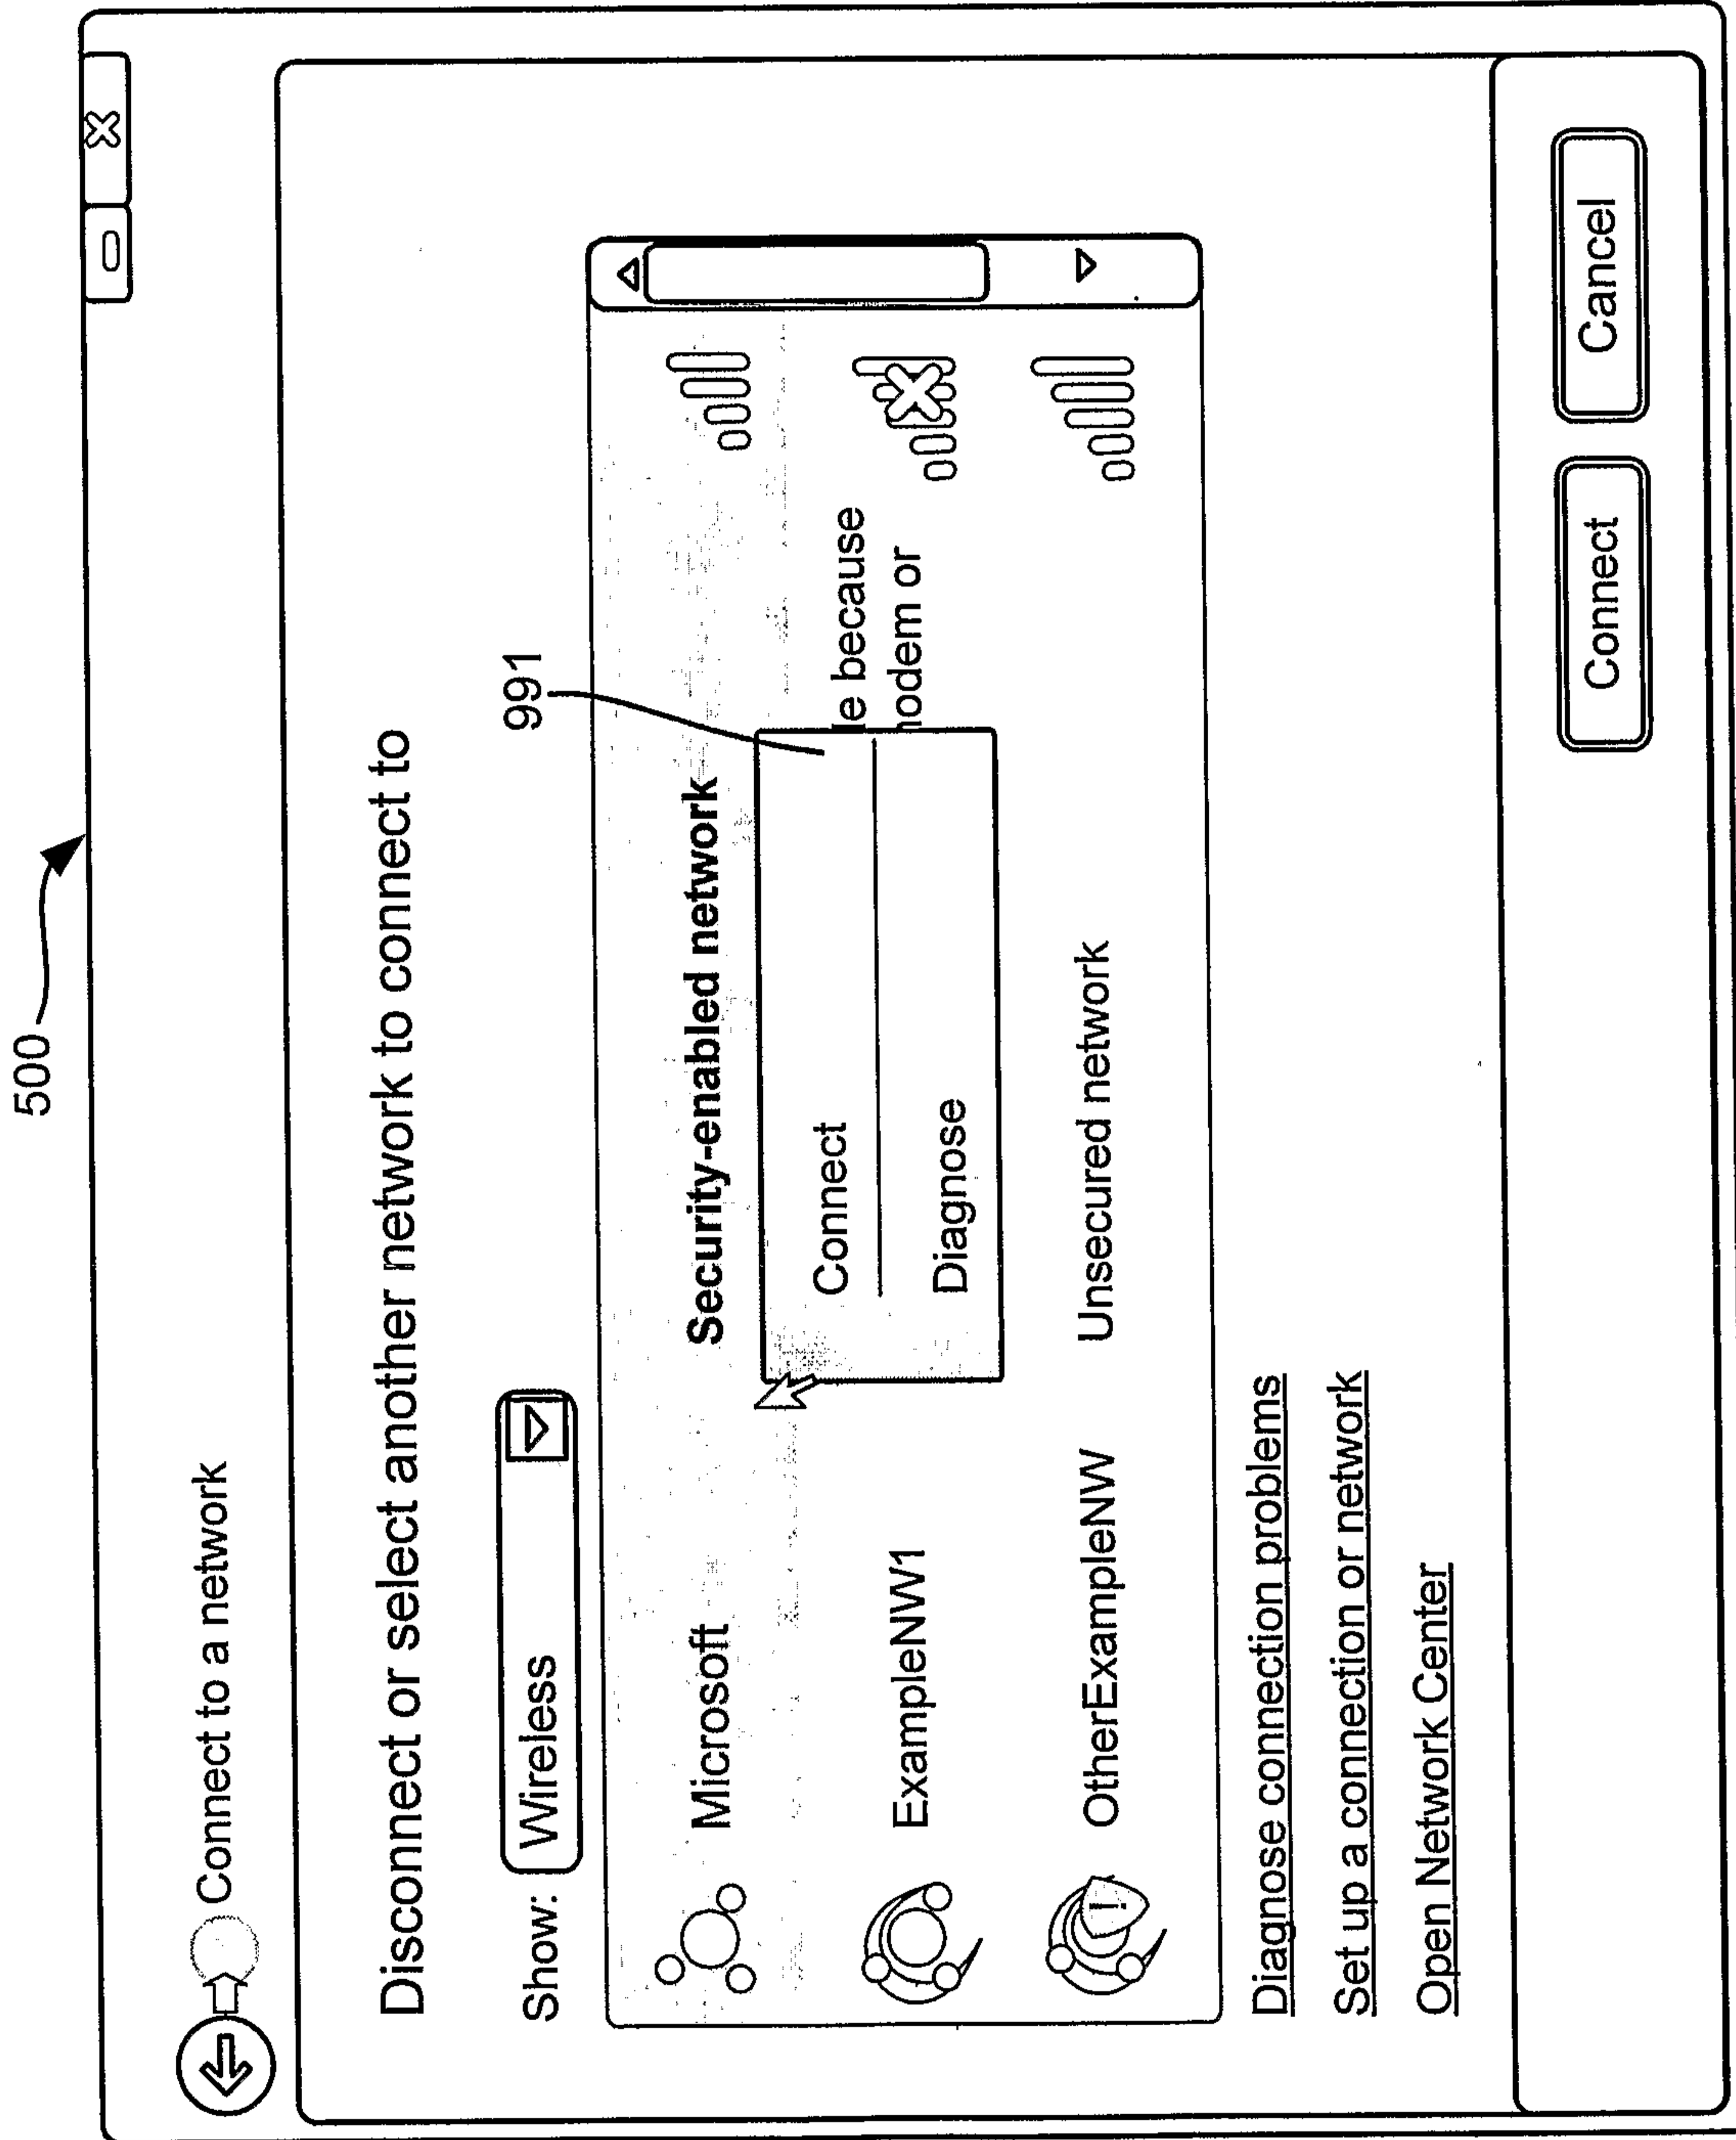 500
Connect to a network
Disconnect or select another network to connect to
Show: Wireless
991
Microsoft Security-enabled network
Connect
e because
ExampleNW1
odem or
Diagnose
OtherExampleNW Unsecured network
Diagnose connection problems
Set up a connection or network
Open Network Center
Connect Cancel